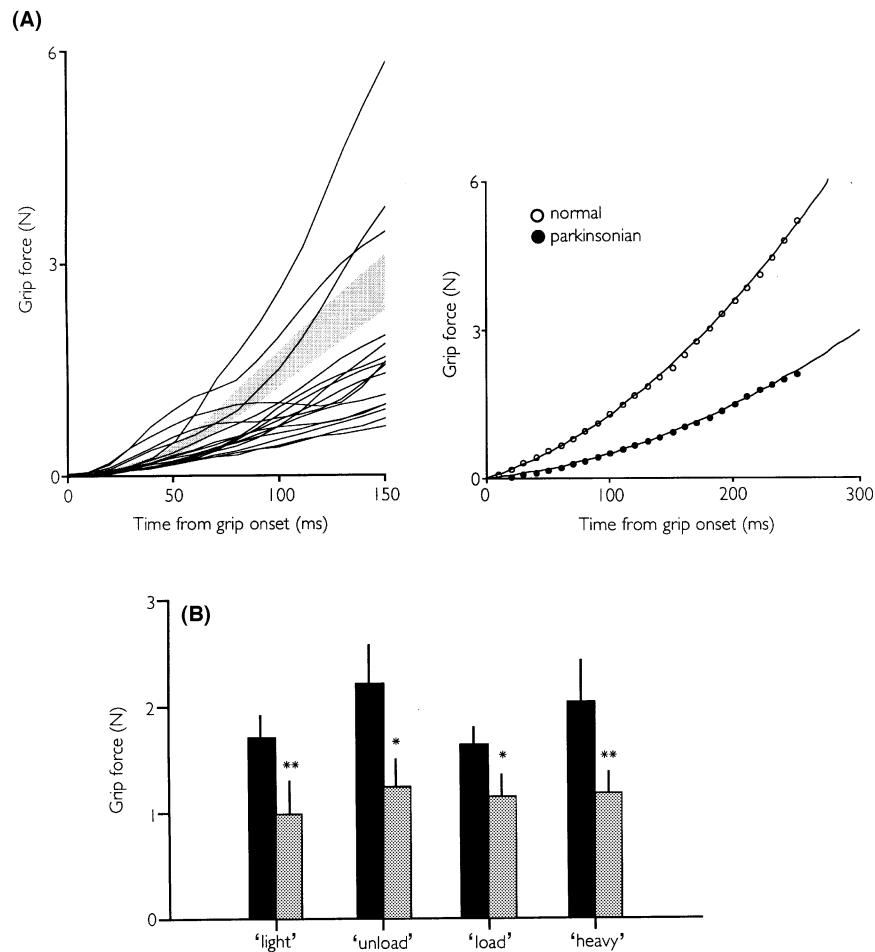 (A)
6
3
0
Grip force (N)
0 50 100 150
Time from grip onset (ms)
6
3
0
Grip force (N)
normal
parkinsonian
0 100 200 300
Time from grip onset (ms)
(B)
3
2
1
0
Grip force (N)
** * * **
‘light’ ‘unload’ ‘load’ ‘heavy’